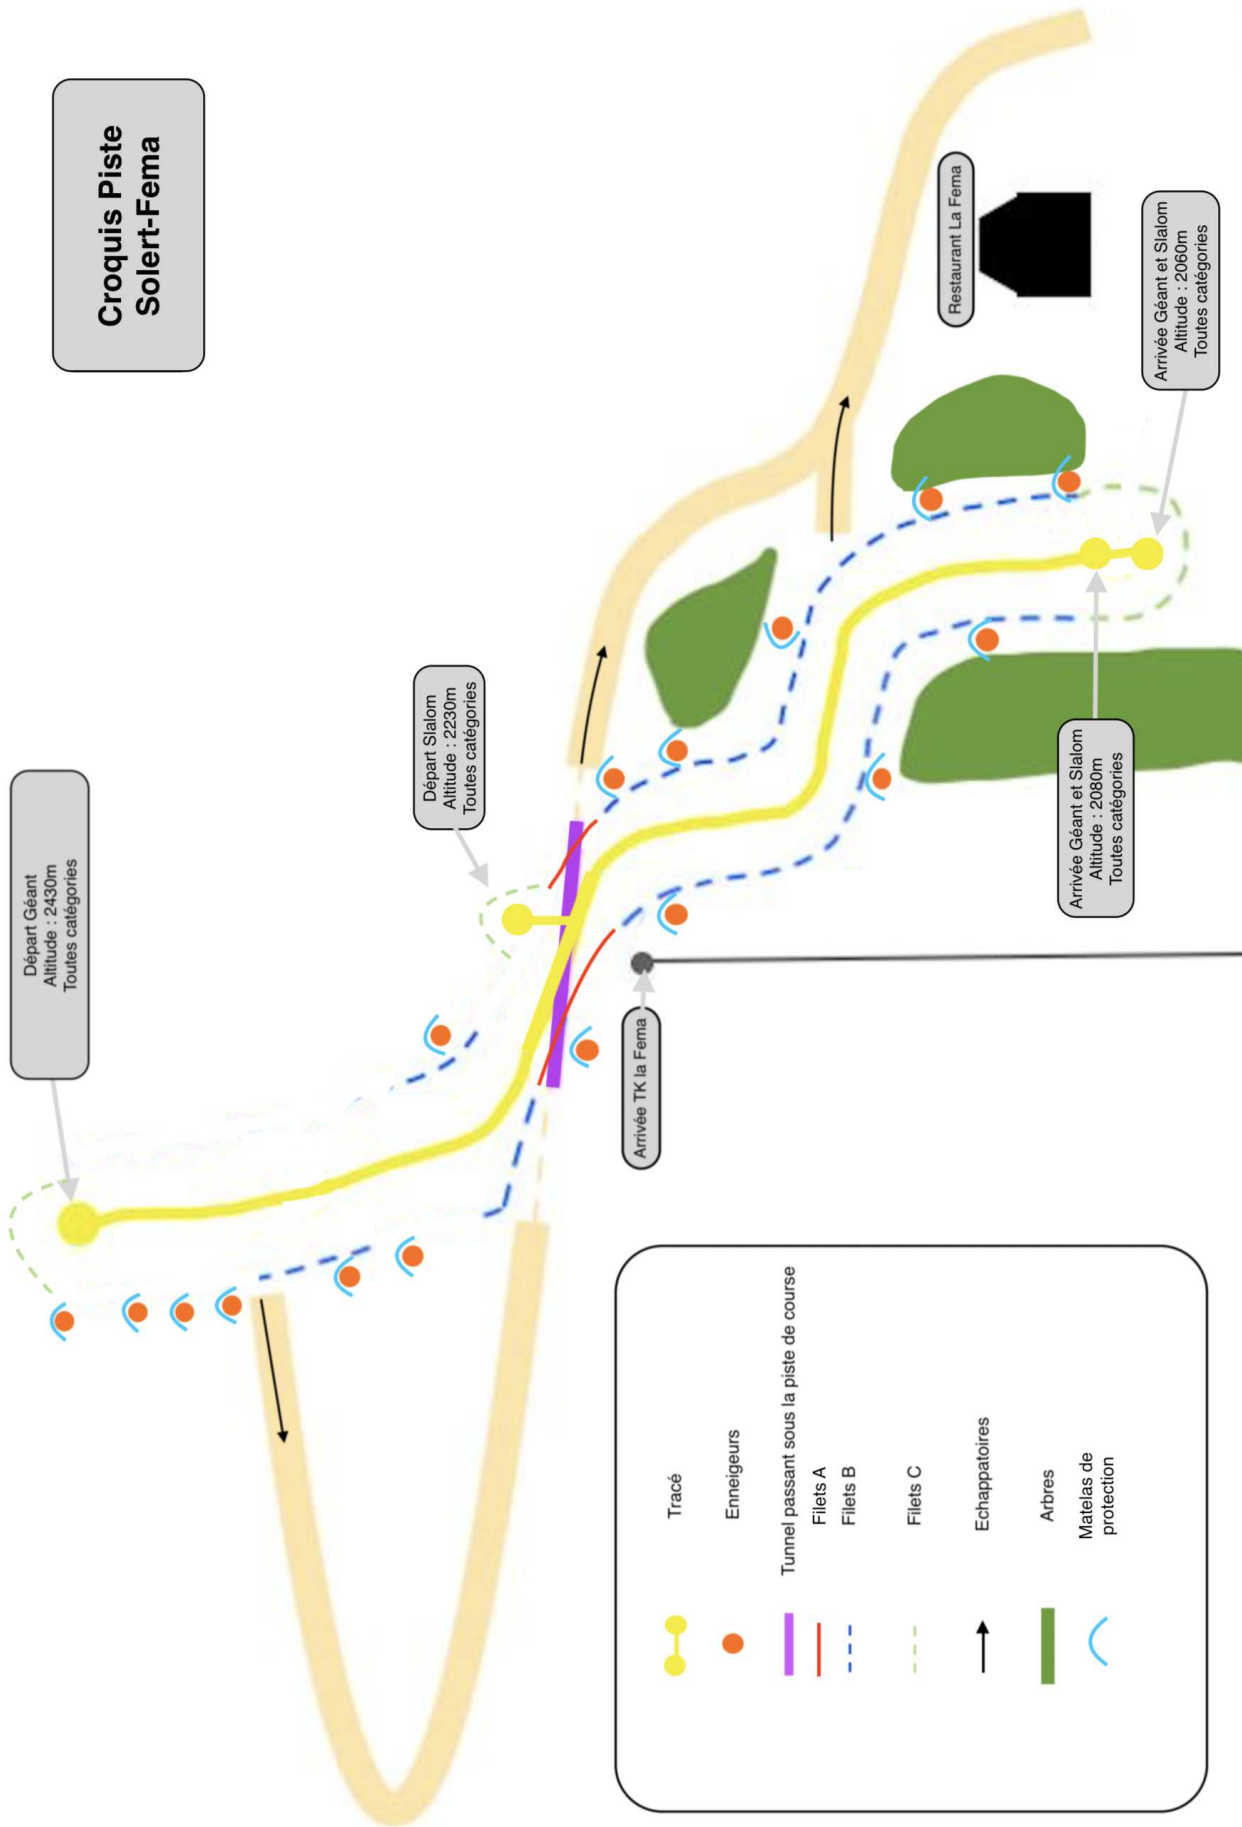 Croquis Piste
Solert-Fema
Départ Géant
Altitude : 2430m
Toutes catégories
Départ Slalom
Altitude : 2230m
Toutes catégories
Restaurant La Fema
Arrivée Géant et Slalom
Altitude : 2060m
Toutes catégories
Arrivée Géant et Slalom
Altitude : 2080m
Toutes catégories
Arrivée TK la Fema
Tracé
Enneigeurs
Tunnel passant sous la piste de course
Filets A
Filets B
Filets C
Echappatoires
Arbres
Matelas de
protection